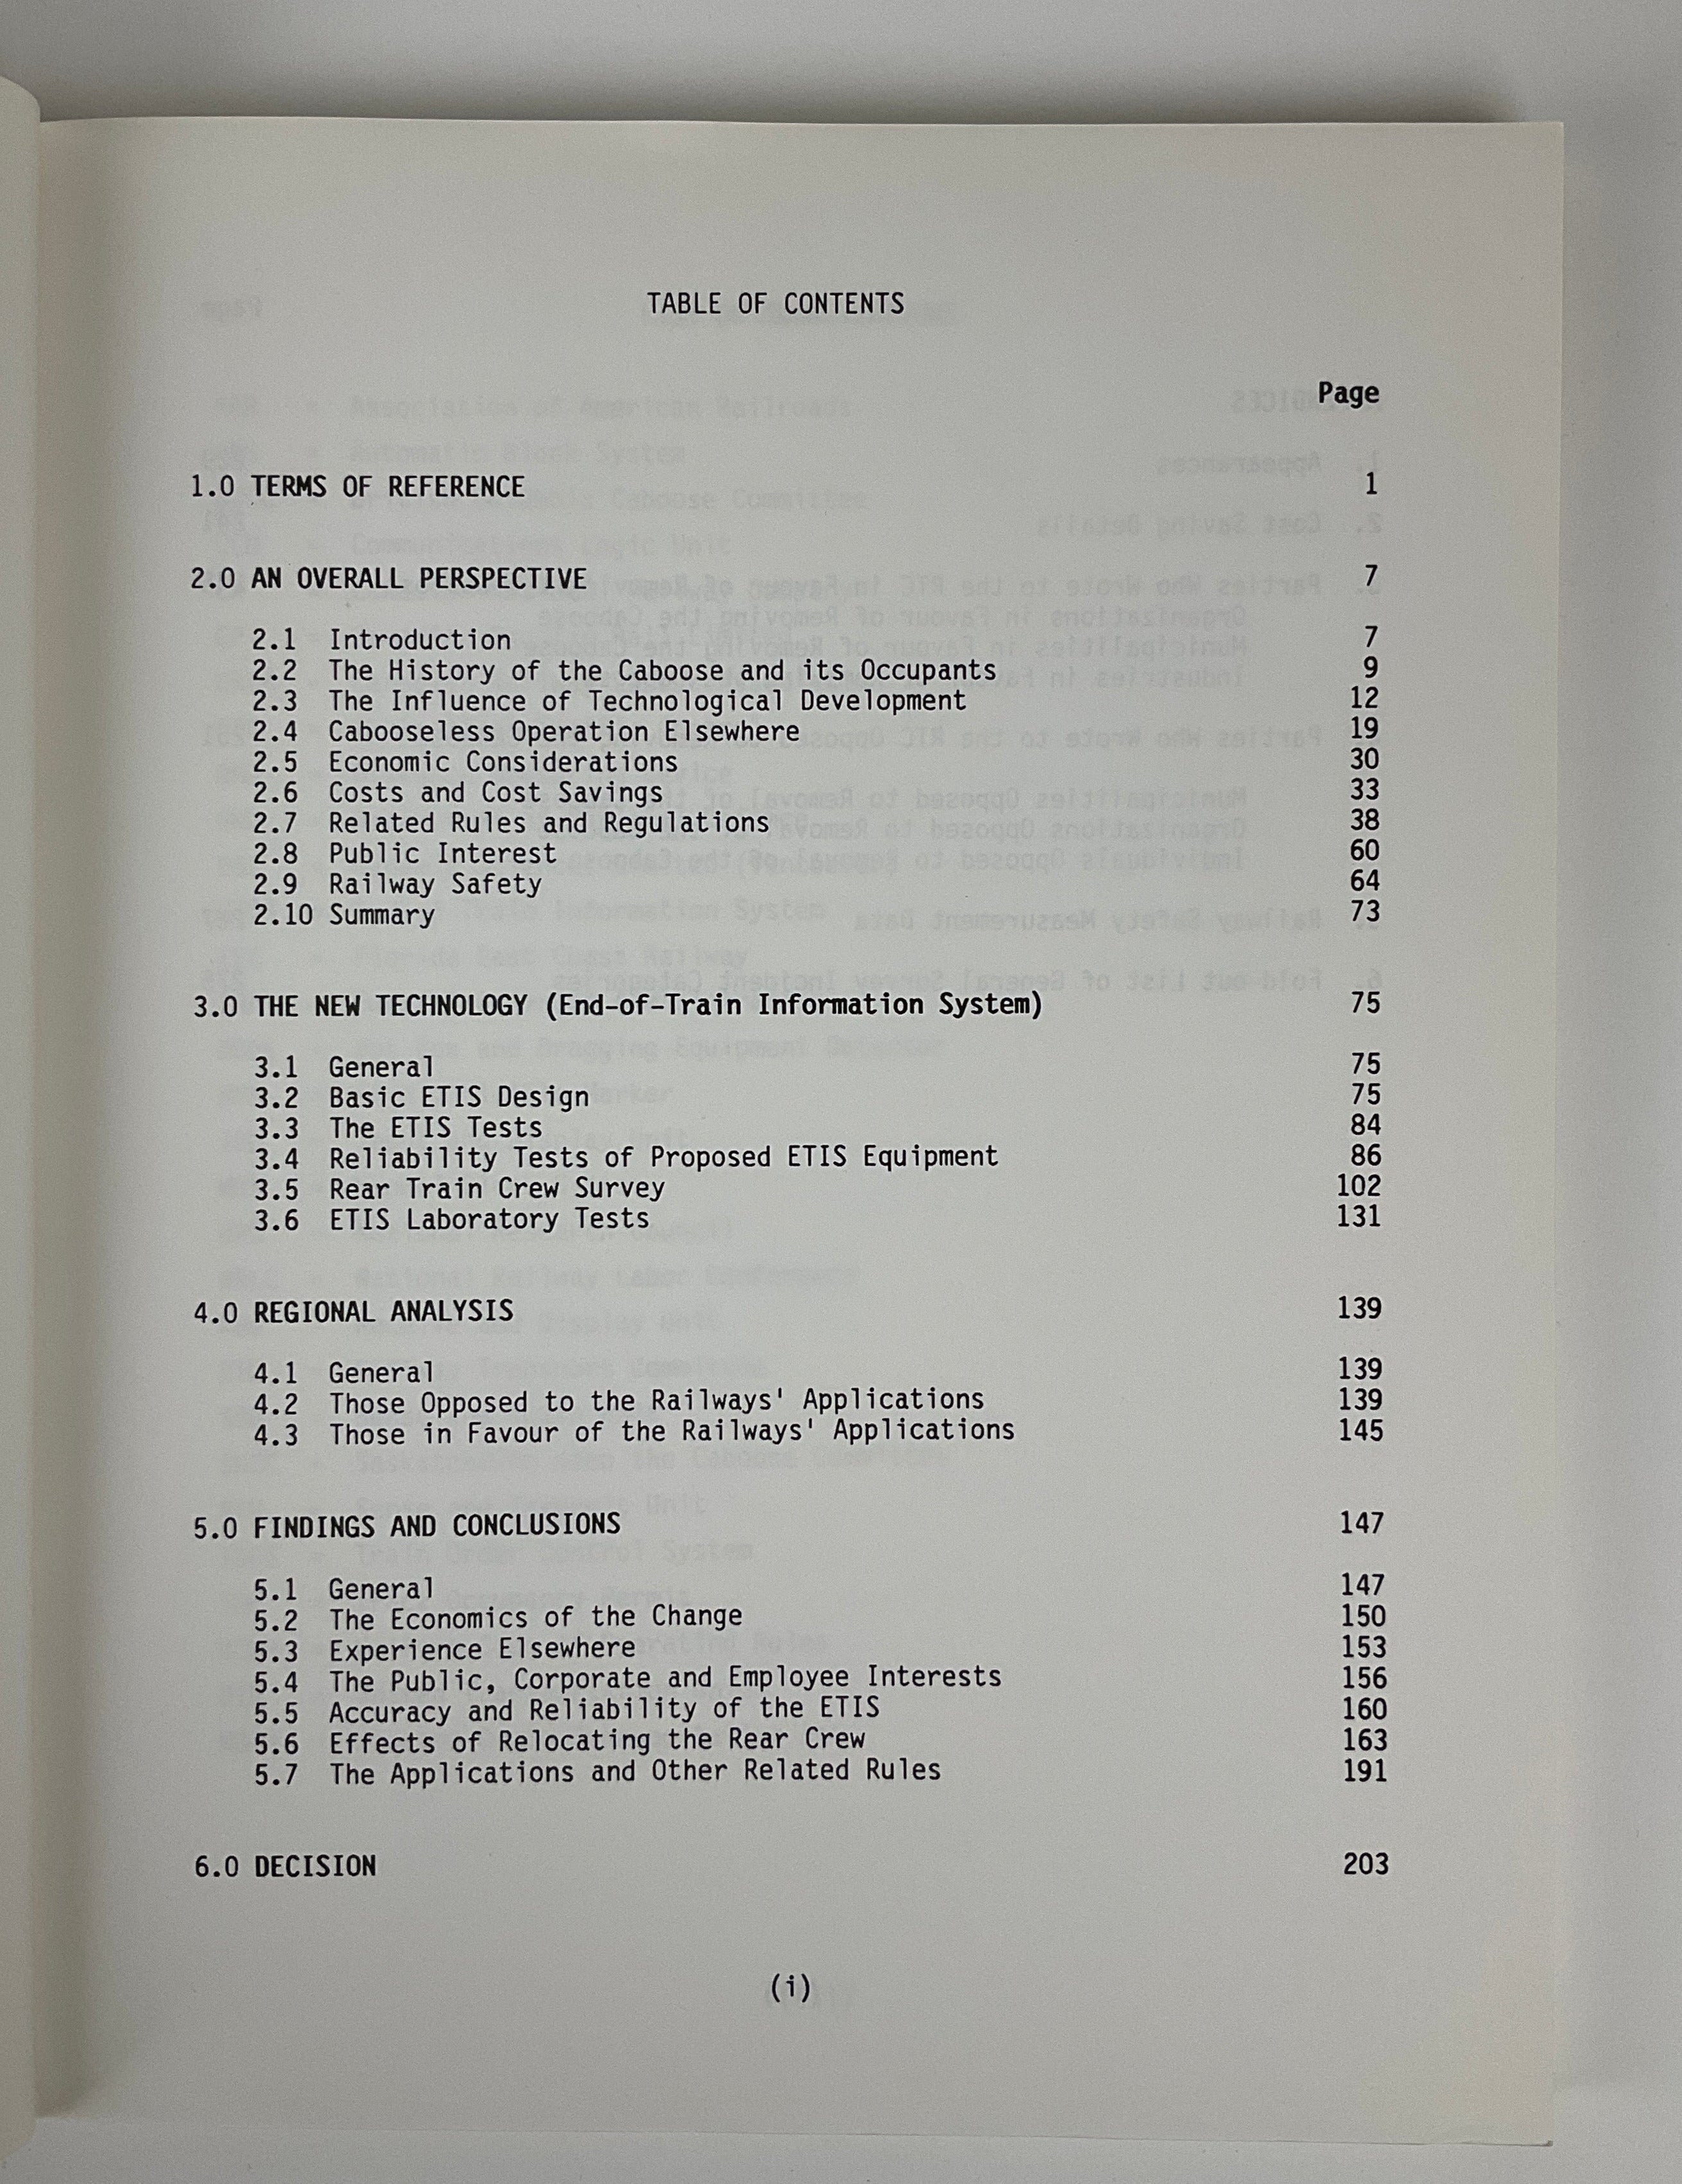 TABLE OF CONTENTS
Page
1.0 TERMS OF REFERENCE 1
2.0 AN OVERALL PERSPECTIVE 7
2.1 Introduction 7
2.2 The History of the Caboose and its Occupants 9
2.3 The Influence of Technological Development 12
2.4 Cabooseless Operation Elsewhere 19
2.5 Economic Considerations 30
2.6 Costs and Cost Savings 33
2.7 Related Rules and Regulations 38
2.8 Public Interest 60
2.9 Railway Safety 64
2.10 Summary 73
3.0 THE NEW TECHNOLOGY (End-of-Train Information System) 75
3.1 General 75
3.2 Basic ETIS Design 75
3.3 The ETIS Tests 84
3.4 Reliability Tests of Proposed ETIS Equipment 86
3.5 Rear Train Crew Survey 102
3.6 ETIS Laboratory Tests 131
4.0 REGIONAL ANALYSIS 139
4.1 General 139
4.2 Those Opposed to the Railways' Applications 139
4.3 Those in Favour of the Railways' Applications 145
5.0 FINDINGS AND CONCLUSIONS 147
5.1 General 147
5.2 The Economics of the Change 150
5.3 Experience Elsewhere 153
5.4 The Public, Corporate and Employee Interests 156
5.5 Accuracy and Reliability of the ETIS 160
5.6 Effects of Relocating the Rear Crew 163
5.7 The Applications and Other Related Rules 191
6.0 DECISION 203
(i)